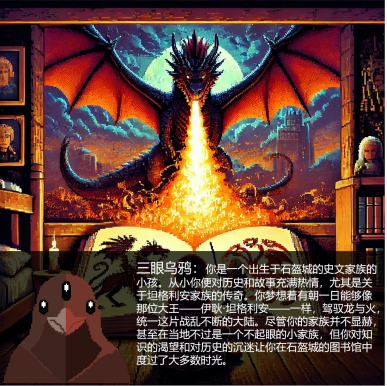 三眼乌鸦：你是一个出生于石盔城的史文家族的
小孩。从小你便对历史和故事充满热情，尤其是关
于坦格利安家族的传奇。你梦想着有朝一日能够像
那位大王——伊耿·坦格利安——一样，驾驭龙与火，
统一这片战乱不断的大陆。尽管你的家族并不显赫，
甚至在当地不过是一个不起眼的小家族，但你对知
识的渴望和对历史的沉迷让你在石盔城的图书馆中
度过了大多数时光。